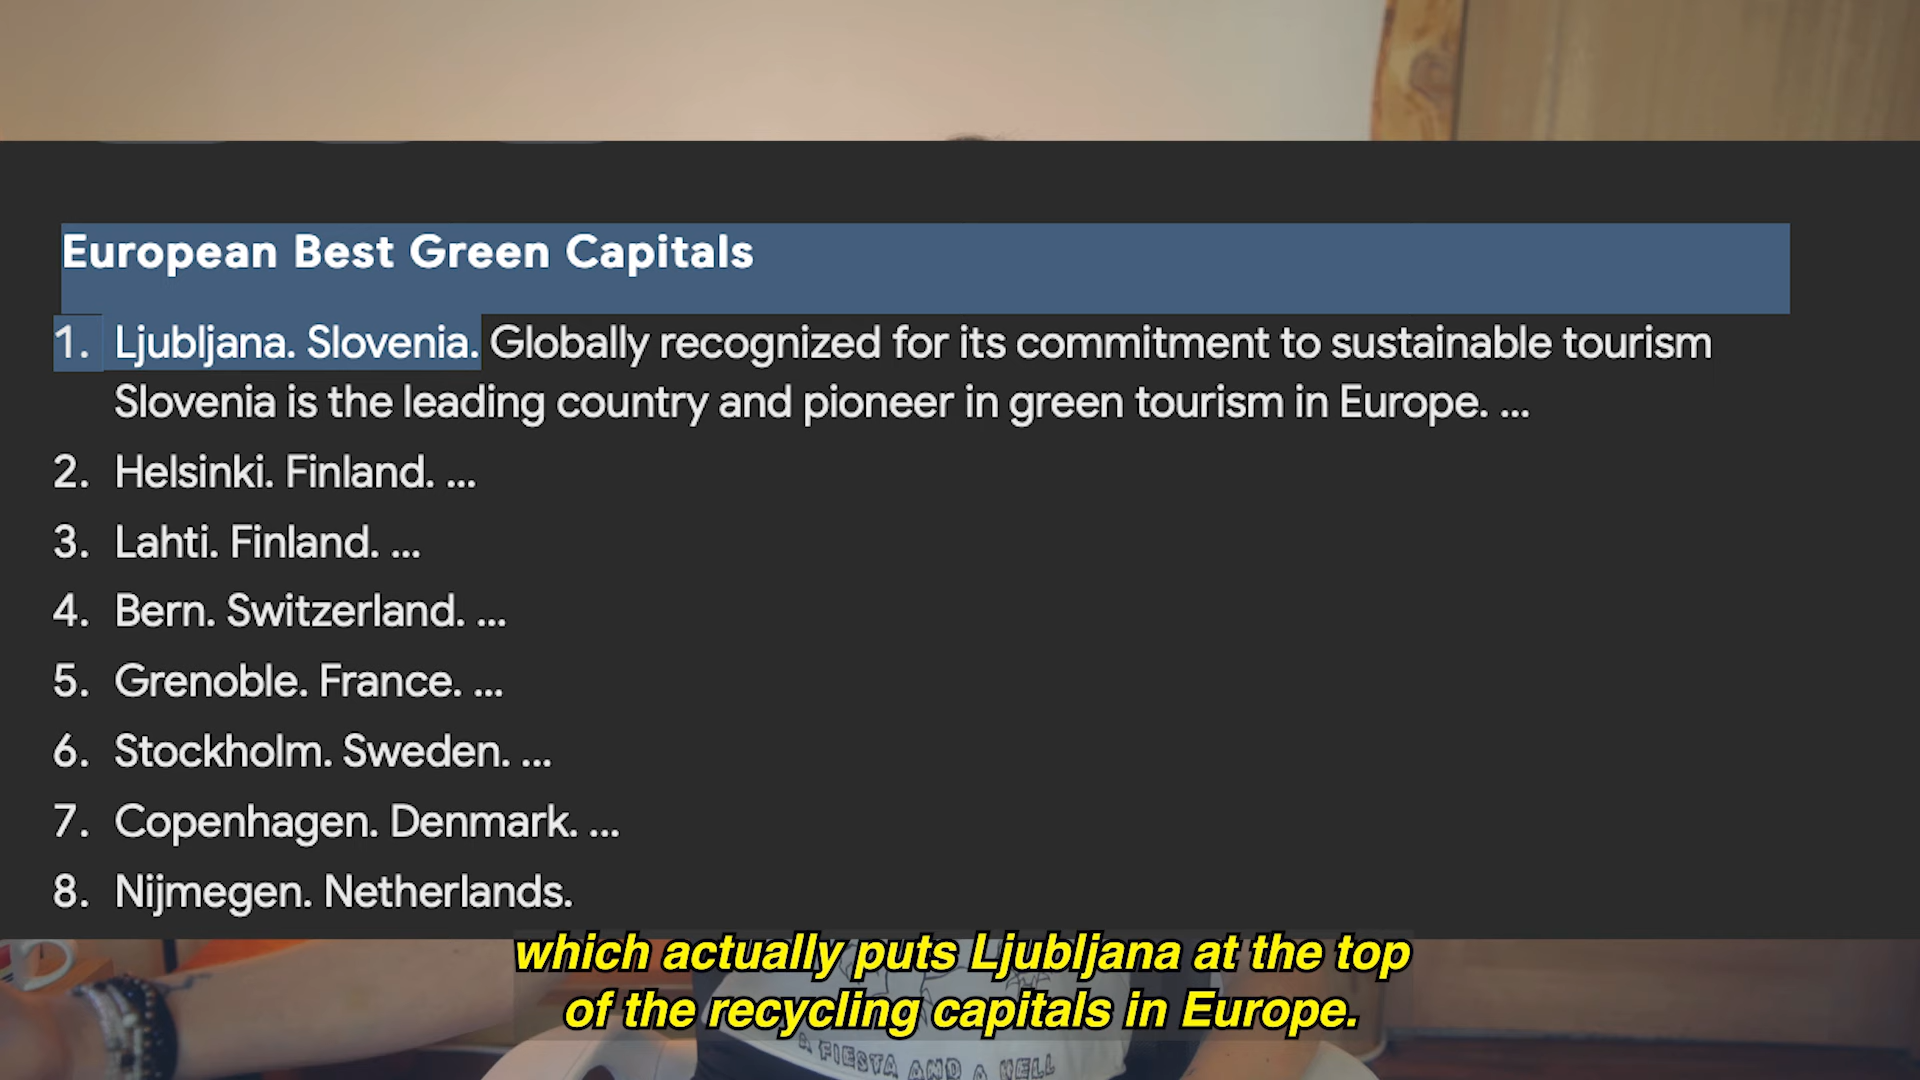 European Best Green Capitals
1. Ljubljana. Slovenia. Globally recognized for its commitment to sustainable tourism
Slovenia is the leading country and pioneer in green tourism in Europe. ...
2. Helsinki. Finland. ...
3. Lahti. Finland. ...
4. Bern. Switzerland. ...
5. Grenoble. France. ...
6. Stockholm. Sweden. ...
7. Copenhagen. Denmark. ...
8. Nijmegen. Netherlands.
which actually puts Ljubljana at the top
of the recycling capitals in Europe.
A FIESTA AND A HELL